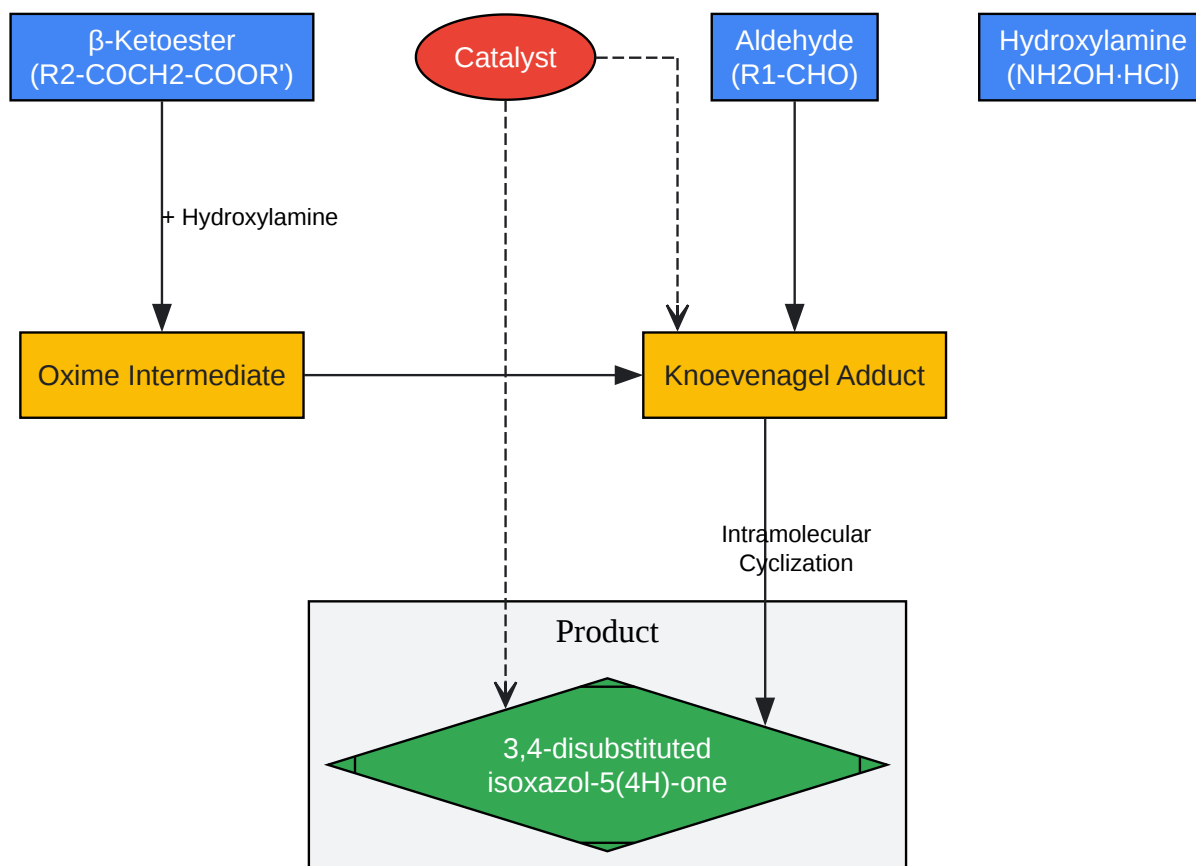 β-Ketoester
(R2-COCH2-COOR')
Catalyst
Aldehyde
(R1-CHO)
Hydroxylamine
(NH2OH·HCl)
+ Hydroxylamine
Oxime Intermediate
Knoevenagel Adduct
Intramolecular
Cyclization
Product
3,4-disubstituted
isoxazol-5(4H)-one